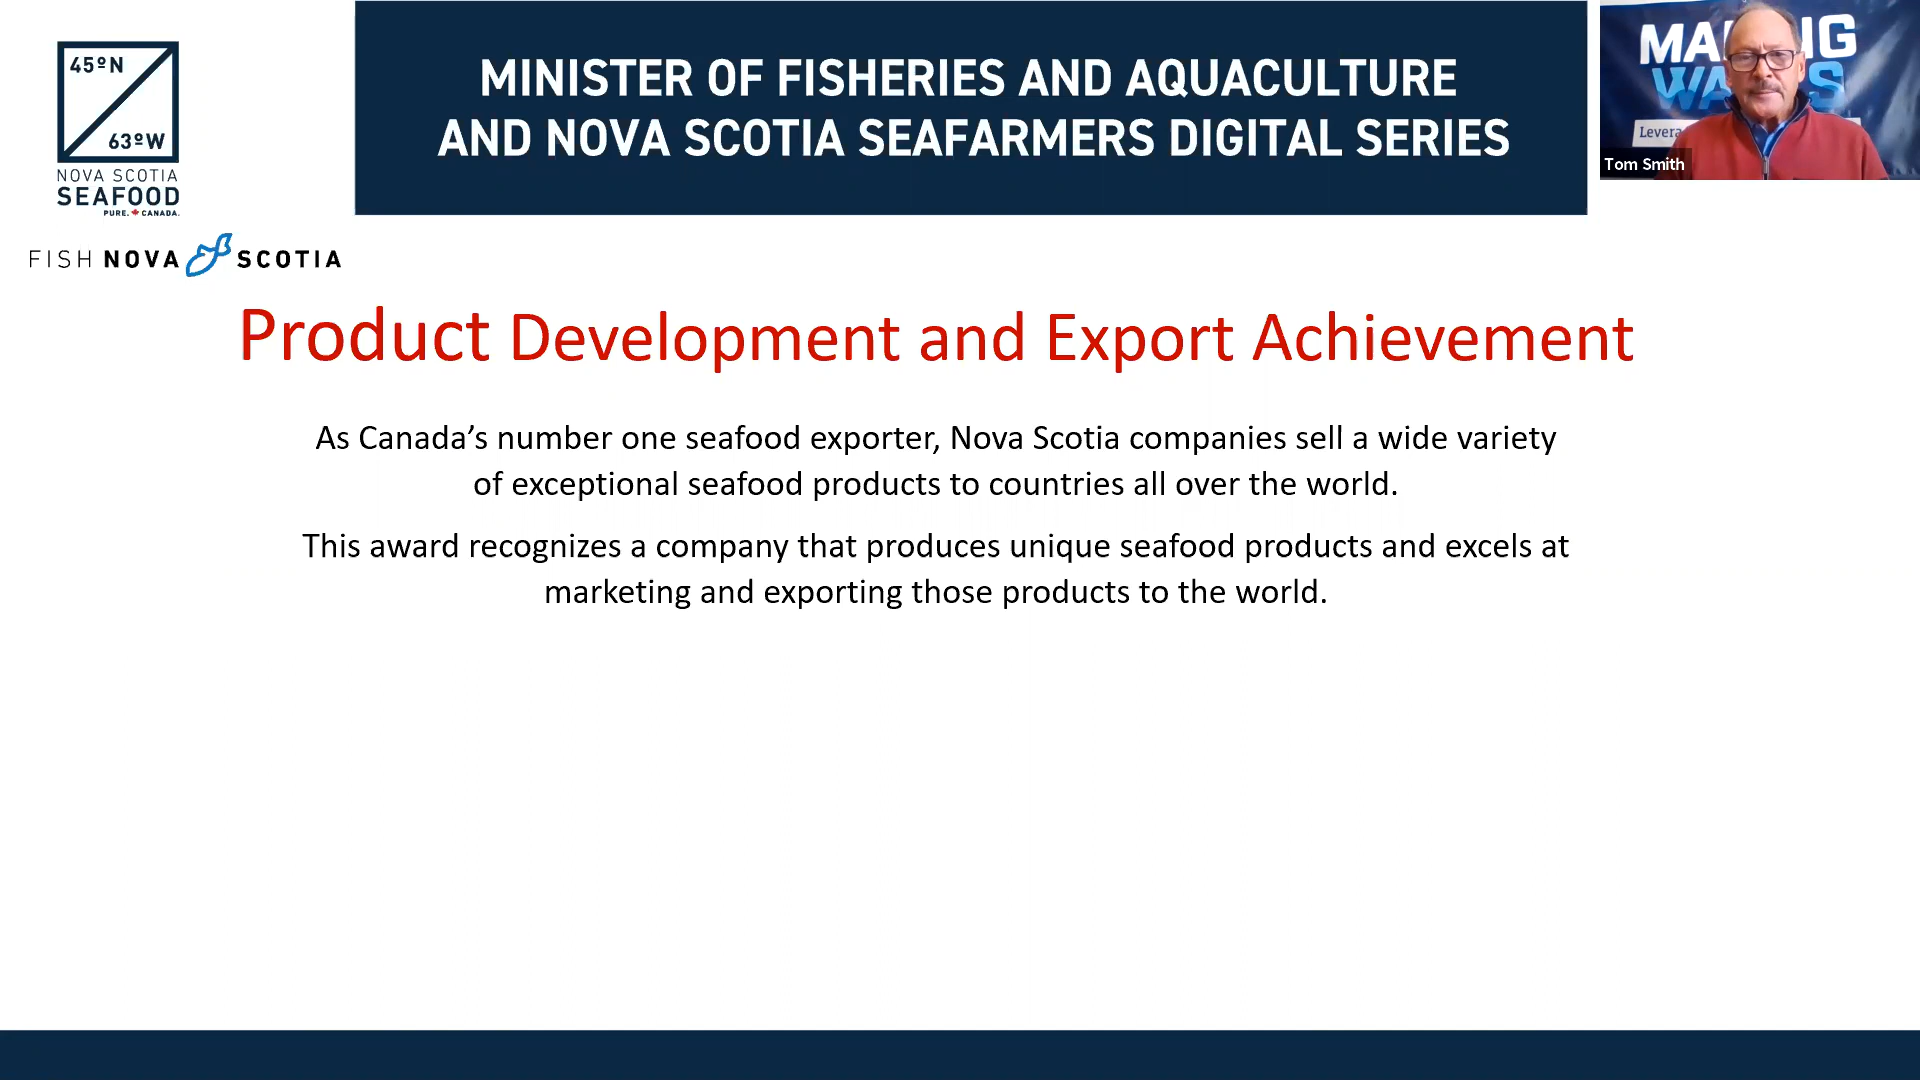 45ºN
63ºW
NOVA SCOTIA
SEAFOOD
PURE. CANADA.
FISH NOVA SCOTIA
MINISTER OF FISHERIES AND AQUACULTURE
AND NOVA SCOTIA SEAFARMERS DIGITAL SERIES
Tom Smith
Product Development and Export Achievement
As Canada’s number one seafood exporter, Nova Scotia companies sell a wide variety
of exceptional seafood products to countries all over the world.
This award recognizes a company that produces unique seafood products and excels at
marketing and exporting those products to the world.